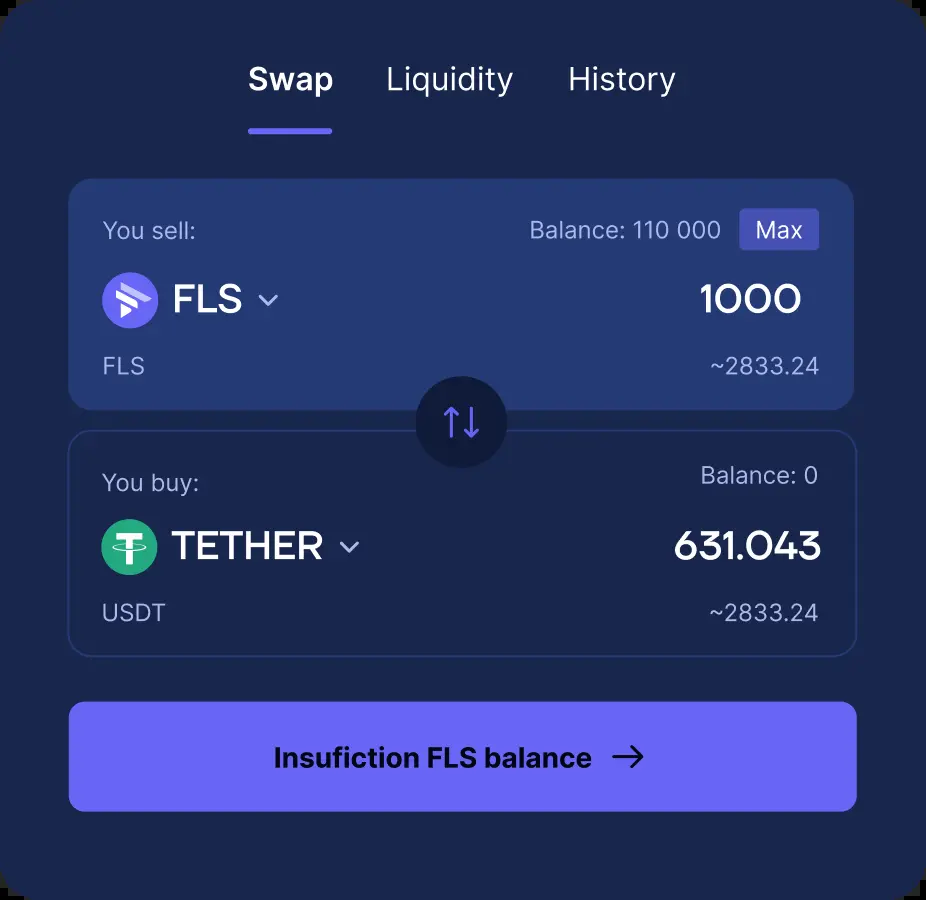 Swap Liquidity History
You sell: Balance: 110 000 Max
FLS 1000
FLS ~2833.24
You buy: Balance: 0
TETHER 631.043
USDT ~2833.24
Insufiction FLS balance →